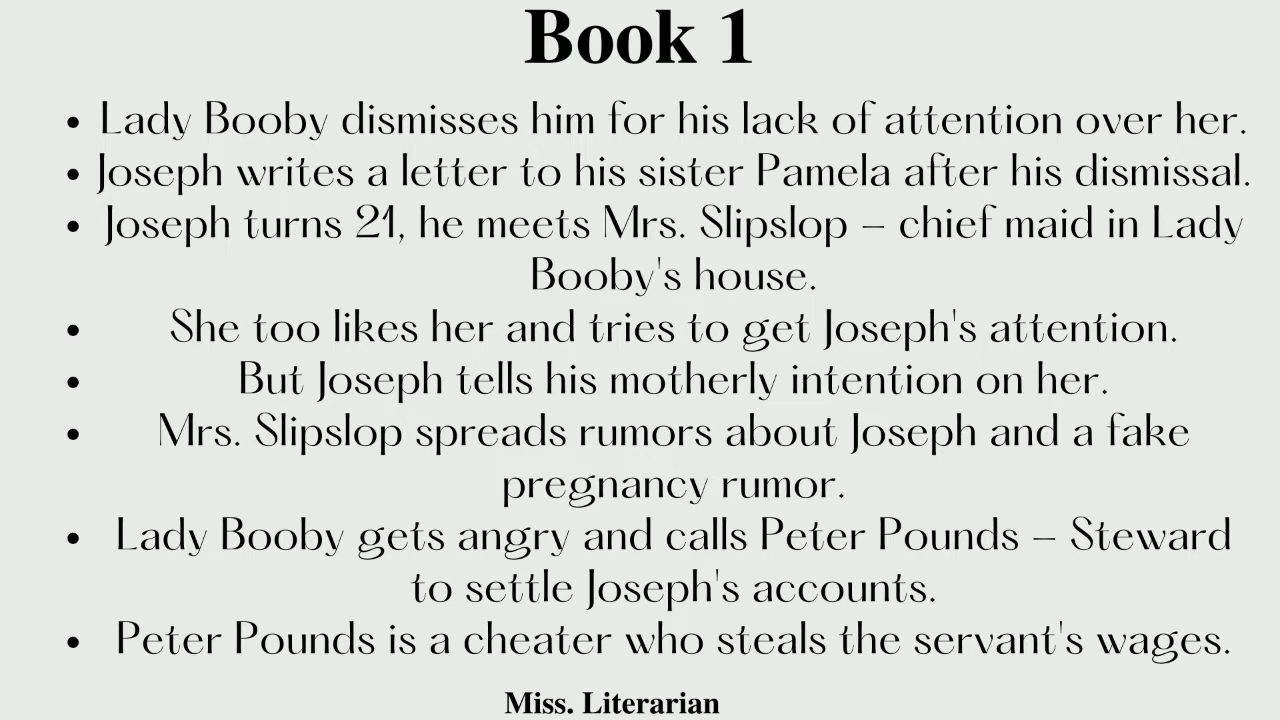 Book 1
• Lady Booby dismisses him for his lack of attention over her.
• Joseph writes a letter to his sister Pamela after his dismissal.
• Joseph turns 21, he meets Mrs. Slipslop – chief maid in Lady
Booby's house.
• She too likes her and tries to get Joseph's attention.
• But Joseph tells his motherly intention on her.
• Mrs. Slipslop spreads rumors about Joseph and a fake
pregnancy rumor.
• Lady Booby gets angry and calls Peter Pounds – Steward
to settle Joseph's accounts.
• Peter Pounds is a cheater who steals the servant's wages.
Miss. Literarian